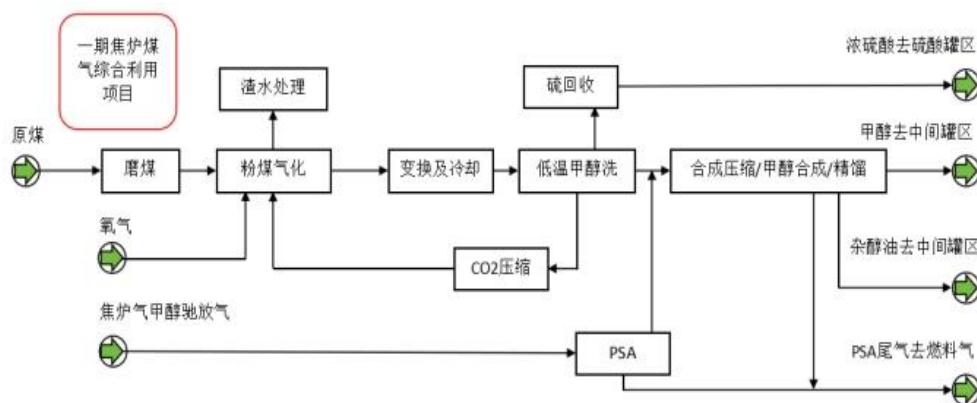 一期焦炉煤
气综合利用
项目
浓硫酸去硫酸罐区
渣水处理
硫回收
原煤
甲醇去中间罐区
磨煤
粉煤气化
变换及冷却
低温甲醇洗
合成压缩/甲醇合成/精馏
氧气
CO2压缩
杂醇油去中间罐区
焦炉气甲醇驰放气
PSA
PSA尾气去燃料气